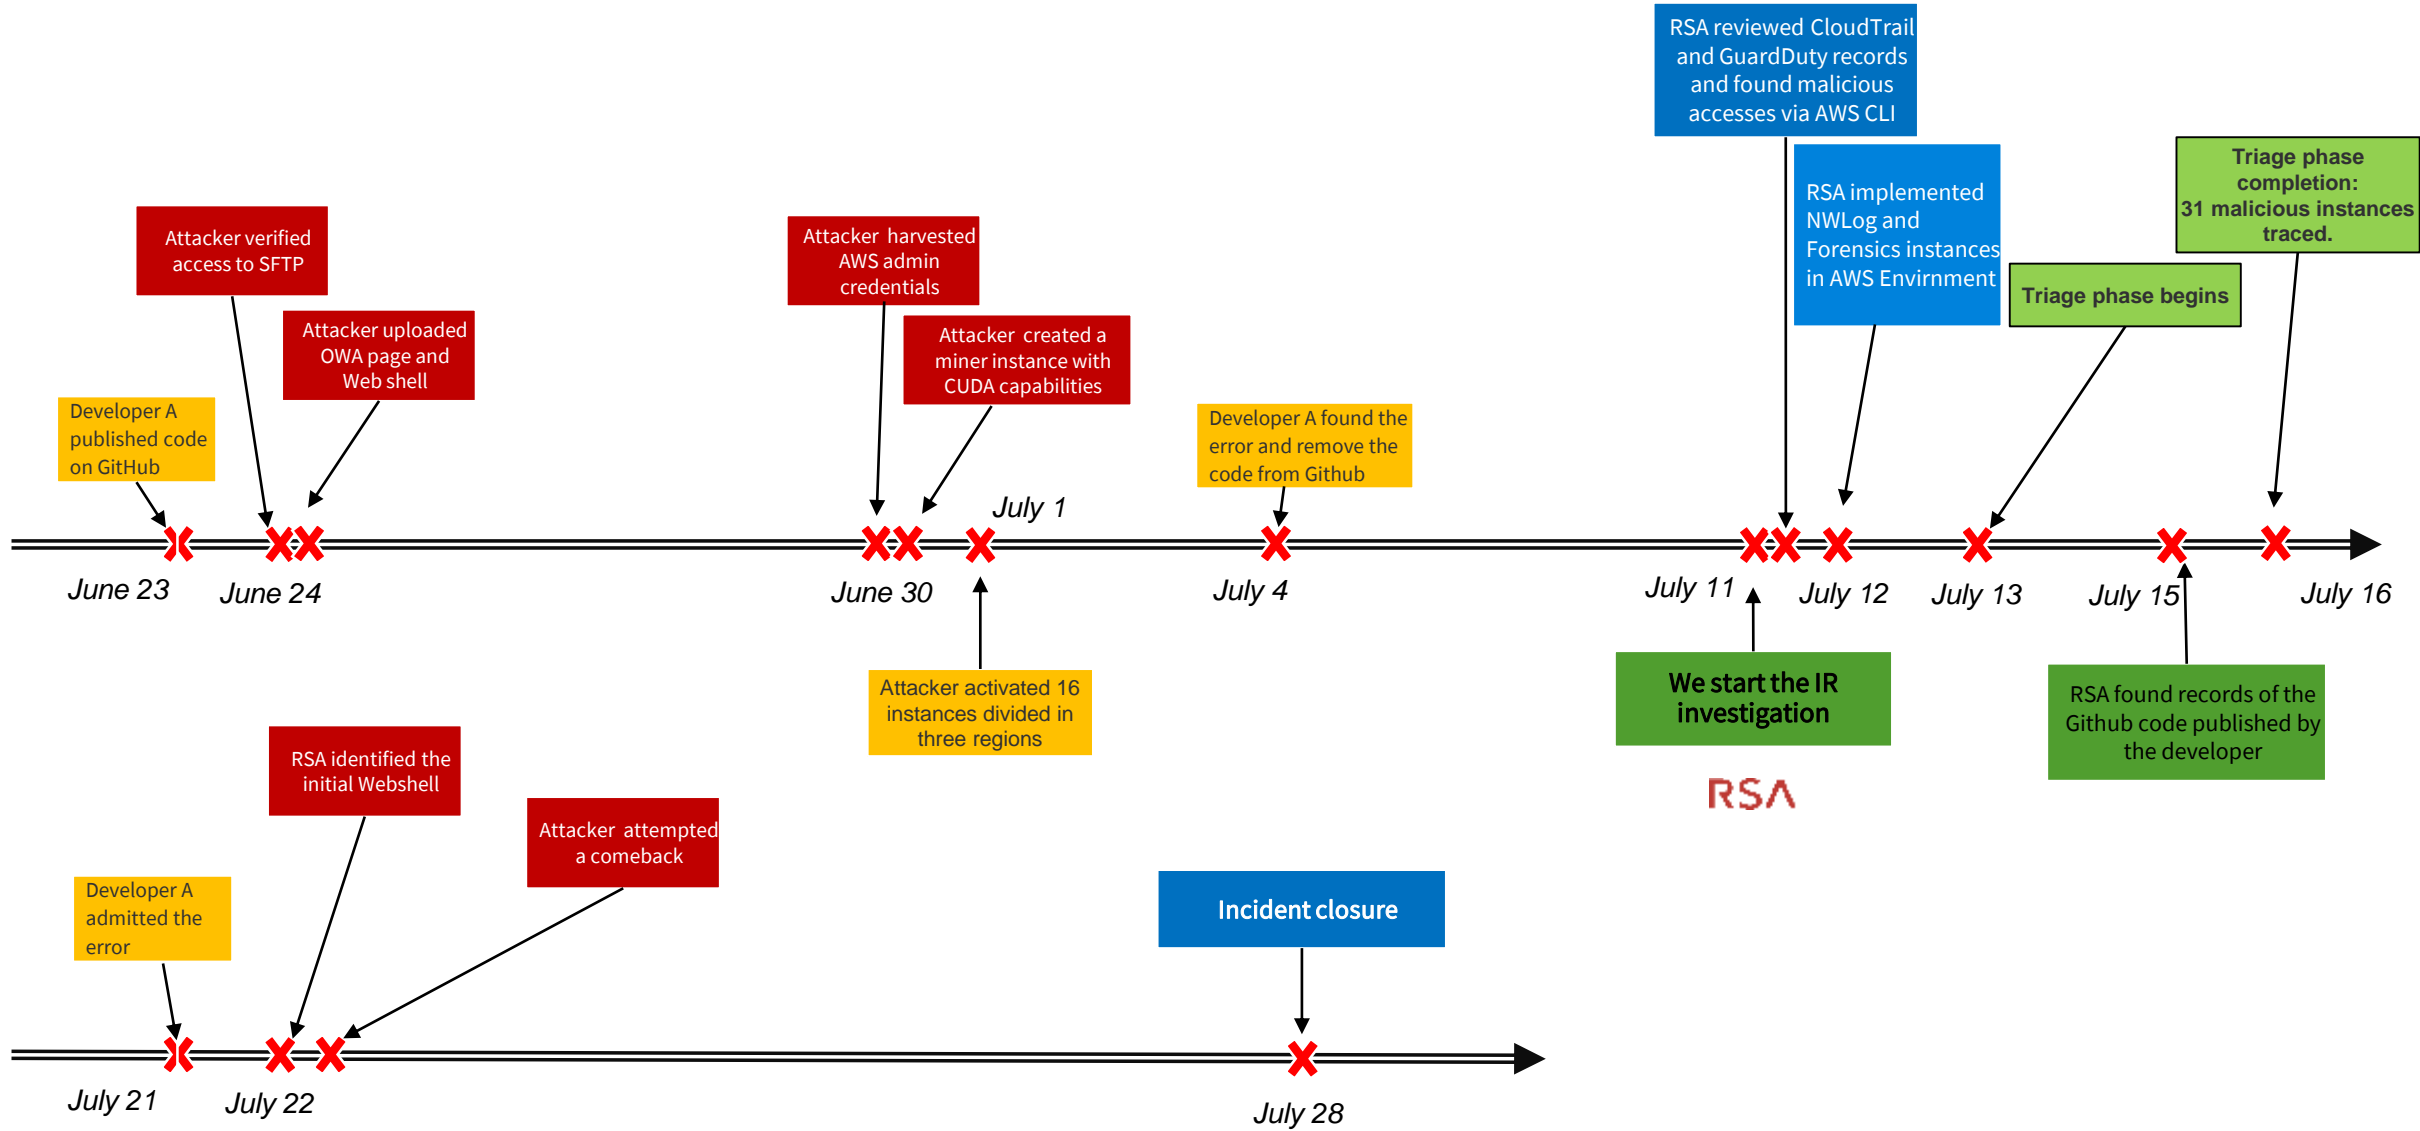 RSA reviewed CloudTrail
and GuardDuty records
and found malicious
accesses via AWS CLI
Triage phase
completion:
31 malicious instances
traced.
RSA implemented
NWLog and
Forensics instances
in AWS Envirnment
Triage phase begins
Attacker verified
access to SFTP
Attacker harvested
AWS admin
credentials
Attacker uploaded
OWA page and
Web shell
Attacker created a
miner instance with
CUDA capabilities
Developer A
published code
on GitHub
Developer A found the
error and remove the
code from Github
July 1
June 23
June 24
June 30
July 4
July 11
July 12
July 13
July 15
July 16
Attacker activated 16
instances divided in
three regions
We start the IR
investigation
RSA
RSA found records of the
Github code published by
the developer
RSA identified the
initial Webshell
Attacker attempted
a comeback
Developer A
admitted the
error
Incident closure
July 21
July 22
July 28